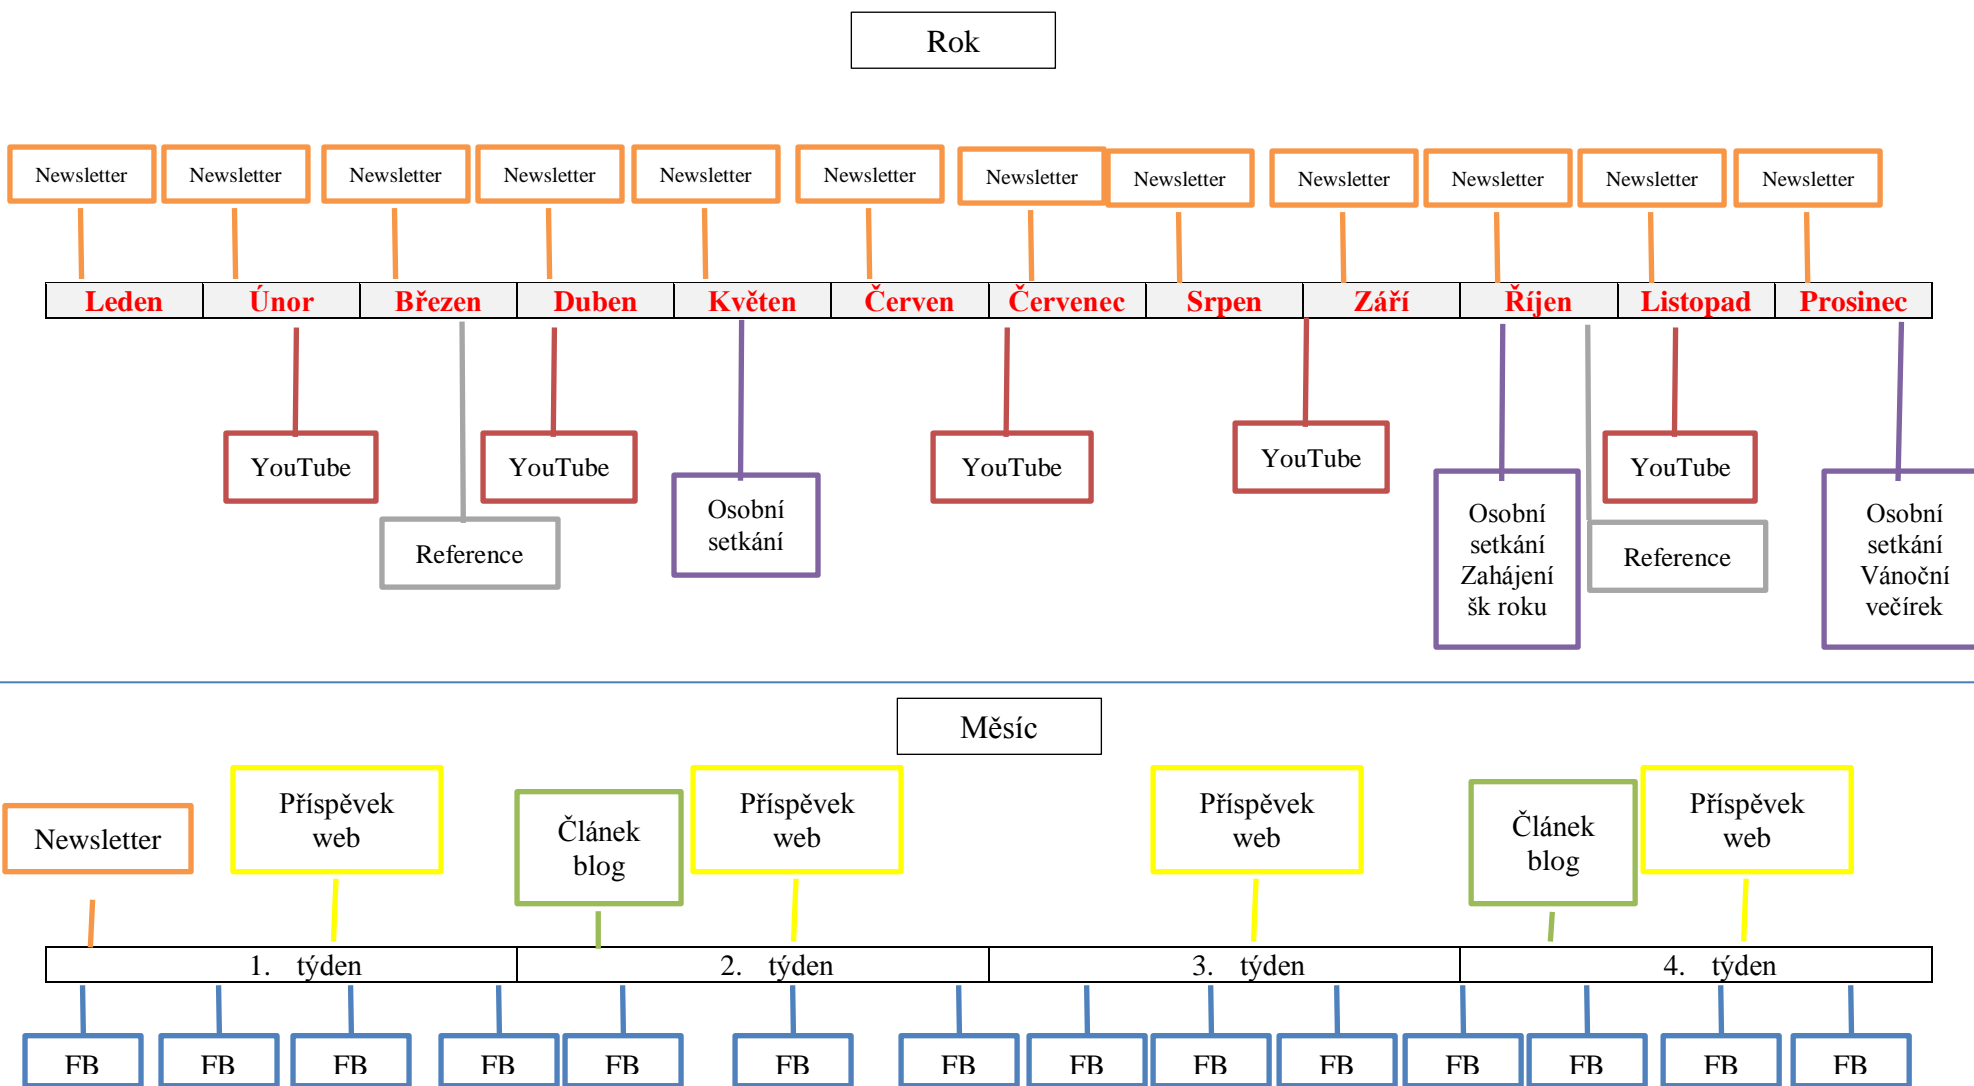 Rok
Newsletter Newsletter Newsletter Newsletter Newsletter Newsletter Newsletter Newsletter Newsletter Newsletter Newsletter Newsletter
Leden Únor Březen Duben Květen Červen Červenec Srpen Září Říjen Listopad Prosinec
YouTube YouTube YouTube YouTube YouTube
Osobní
setkání
Reference
Osobní
setkání
Zahájení
šk roku
Reference
Osobní
setkání
Vánoční
večírek
Měsíc
Newsletter
Příspěvek
web
Článek
blog
Příspěvek
web
Příspěvek
web
Článek
blog
Příspěvek
web
1. týden 2. týden 3. týden 4. týden
FB FB FB FB FB FB FB FB FB FB FB FB FB FB